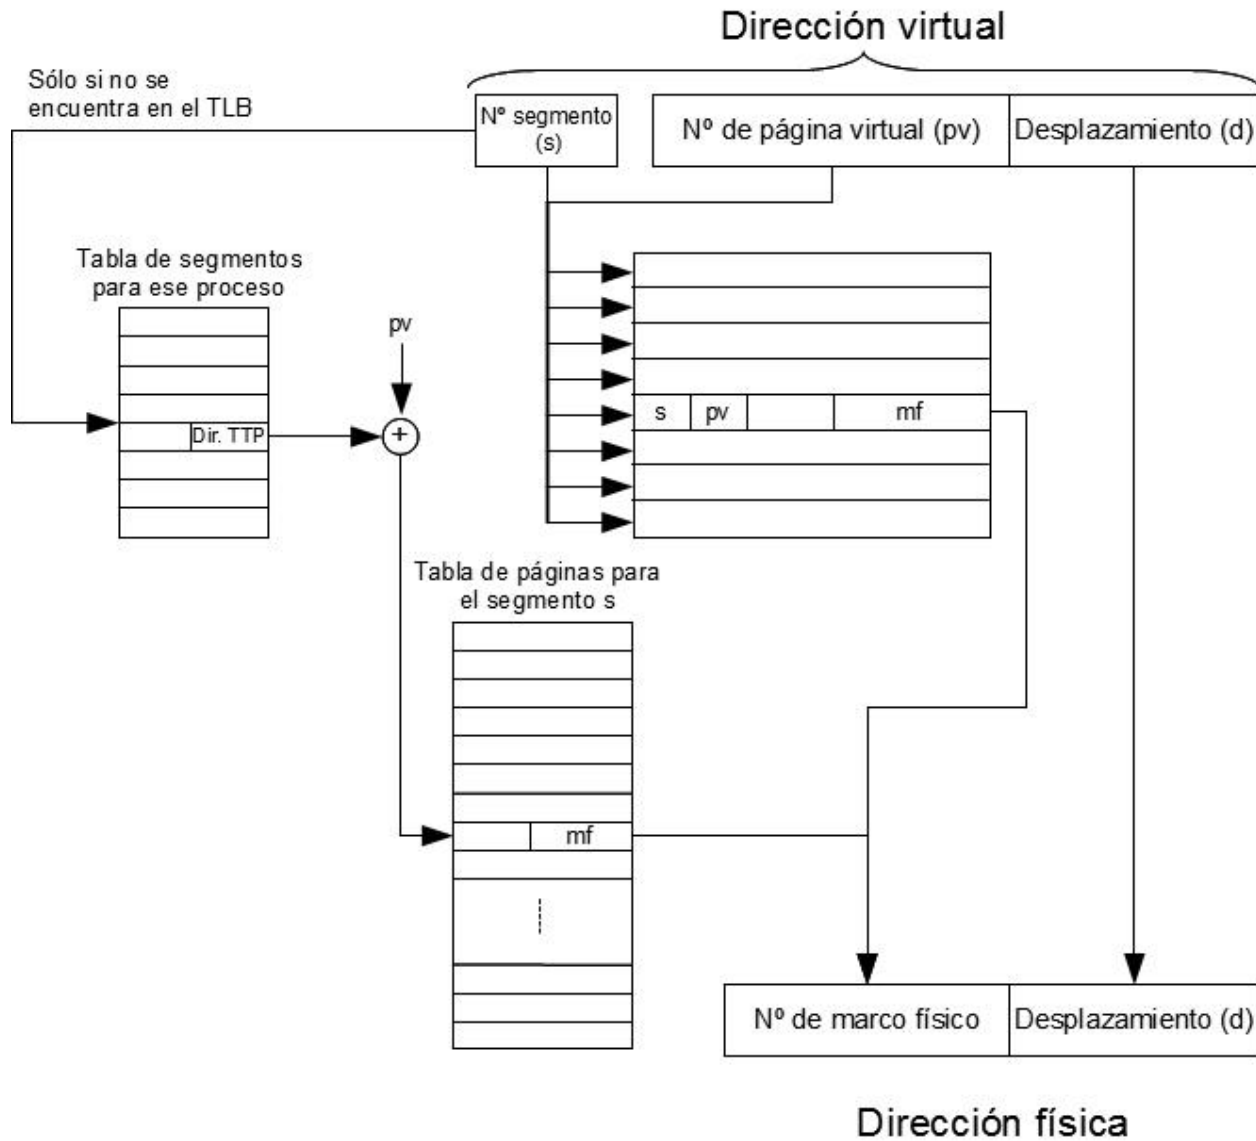 Dirección virtual
Sólo si no se
encuentra en el TLB
Nº segmento
(s)
Nº de página virtual (pv)
Desplazamiento (d)
Tabla de segmentos
para ese proceso
pv
Dir. TTP
+
s
pv
mf
Tabla de páginas para
el segmento s
mf
Nº de marco físico
Desplazamiento (d)
Dirección física